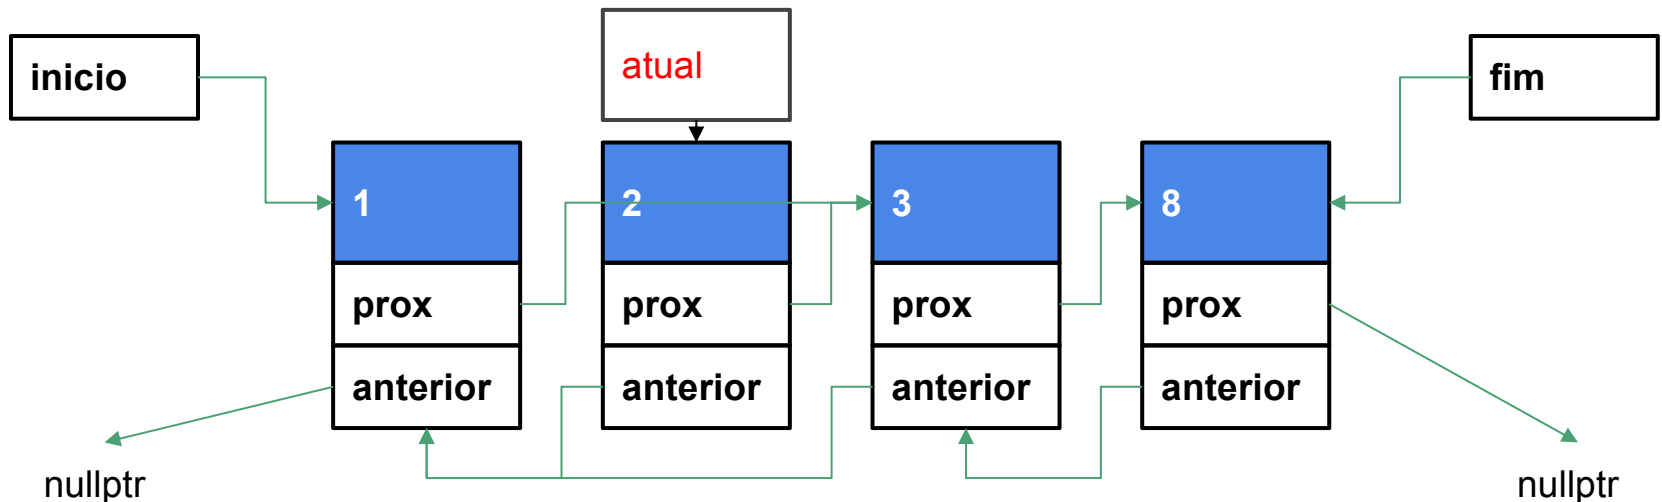 inicio
atual
fim
1
2
3
8
prox
prox
prox
prox
anterior
anterior
anterior
anterior
nullptr
nullptr